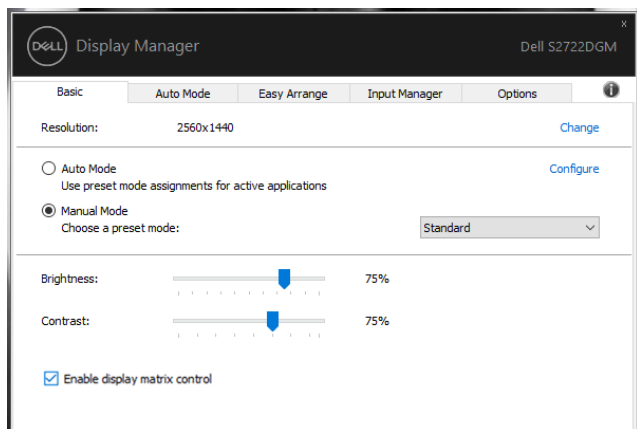 DELL Display Manager Dell S2722DGM x
Basic Auto Mode Easy Arrange Input Manager Options i
Resolution: 2560x1440 Change
Auto Mode Configure
Use preset mode assignments for active applications
Manual Mode
Choose a preset mode: Standard
Brightness: 75%
Contrast: 75%
Enable display matrix control